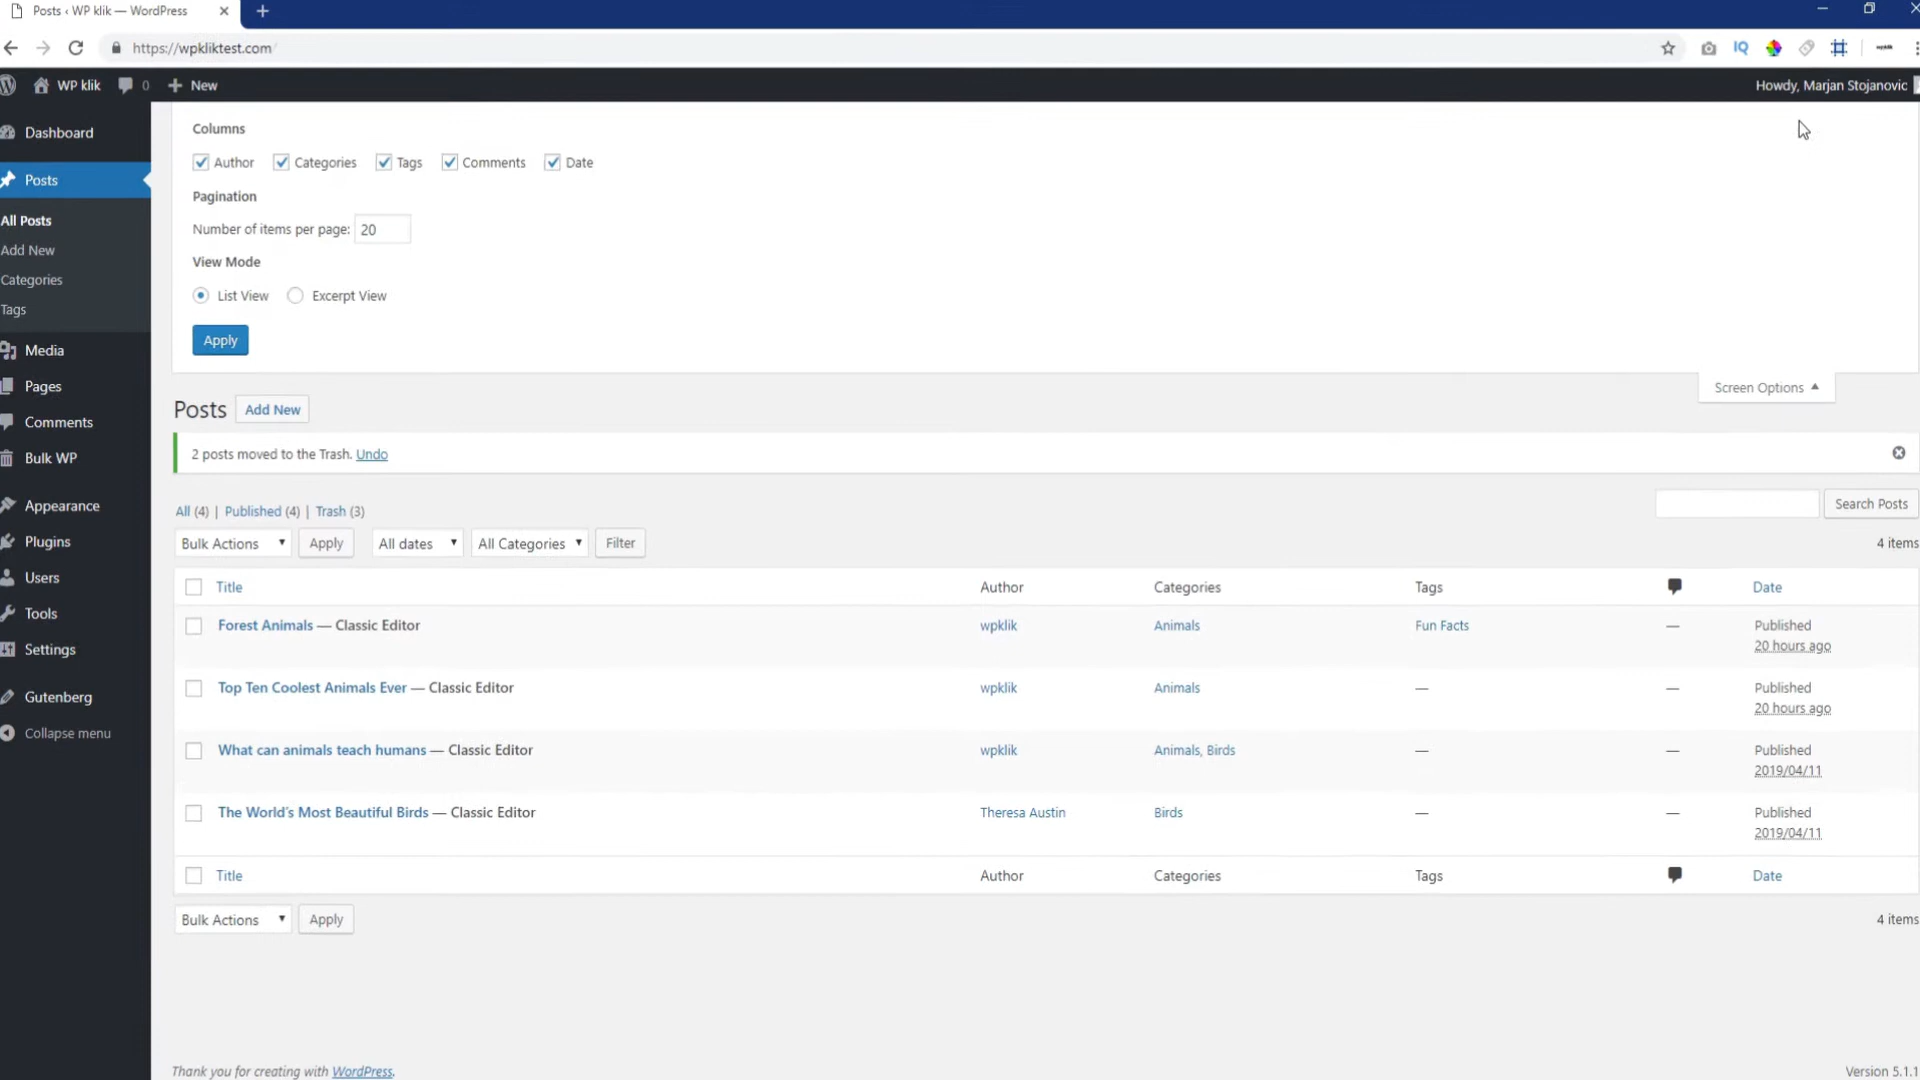 Posts ‹ WP klik — WordPress
https://wpkliktest.com
WP klik 0 New Howdy, Marjan Stojanovic
Dashboard
Posts
All Posts
Add New
Categories
Tags
Media
Pages
Comments
Bulk WP
Appearance
Plugins
Users
Tools
Settings
Gutenberg
Collapse menu
Columns
Author Categories Tags Comments Date
Pagination
Number of items per page: 20
View Mode
List View Excerpt View
Apply
Screen Options
Posts Add New
2 posts moved to the Trash. Undo
All (4) | Published (4) | Trash (3)
Search Posts
Bulk Actions Apply All dates All Categories Filter 4 items
Title Author Categories Tags Date
Forest Animals — Classic Editor wpklik Animals Fun Facts — Published
20 hours ago
Top Ten Coolest Animals Ever — Classic Editor wpklik Animals — — Published
20 hours ago
What can animals teach humans — Classic Editor wpklik Animals, Birds — — Published
2019/04/11
The World's Most Beautiful Birds — Classic Editor Theresa Austin Birds — — Published
2019/04/11
Title Author Categories Tags Date
Bulk Actions Apply 4 items
Thank you for creating with WordPress. Version 5.1.1